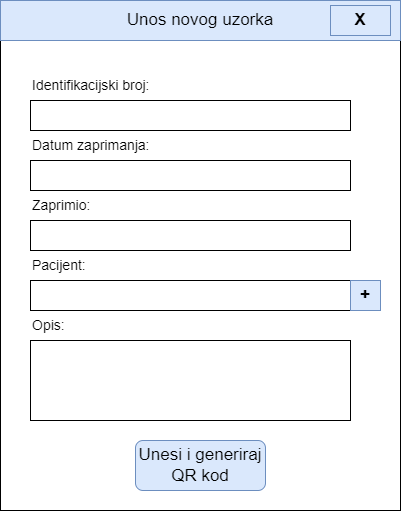 Unos novog uzorka
X
Identifikacijski broj:
Datum zaprimanja:
Zaprimio:
Pacijent:
+
Opis:
Unesi i generiraj
QR kod